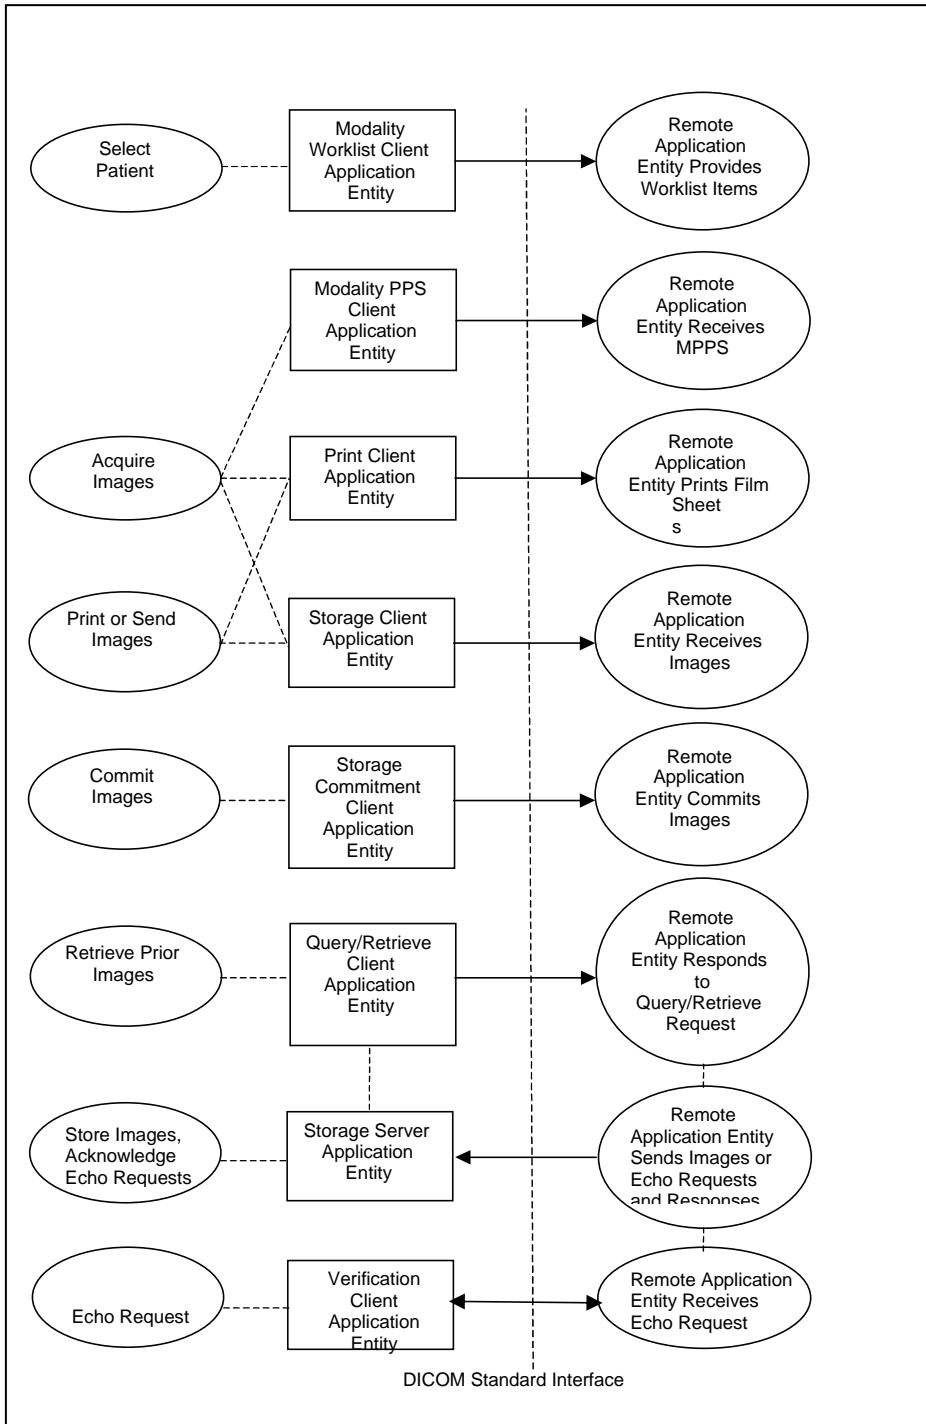 Select
Patient
Modality
Worklist Client
Application
Entity
Remote
Application
Entity Provides
Worklist Items
Modality PPS
Client
Application
Entity
Remote
Application
Entity Receives
MPPS
Acquire
Images
Print Client
Application
Entity
Remote
Application
Entity Prints Film
Sheet
s
Print or Send
Images
Storage Client
Application
Entity
Remote
Application
Entity Receives
Images
Commit
Images
Storage
Commitment
Client
Application
Entity
Remote
Application
Entity Commits
Images
Retrieve Prior
Images
Query/Retrieve
Client
Application
Entity
Remote
Application
Entity Responds
to
Query/Retrieve
Request
Store Images,
Acknowledge
Echo Requests
Storage Server
Application
Entity
Remote
Application Entity
Sends Images or
Echo Requests
and Responses
Echo Request
Verification
Client
Application
Entity
Remote Application
Entity Receives
Echo Request
DICOM Standard Interface